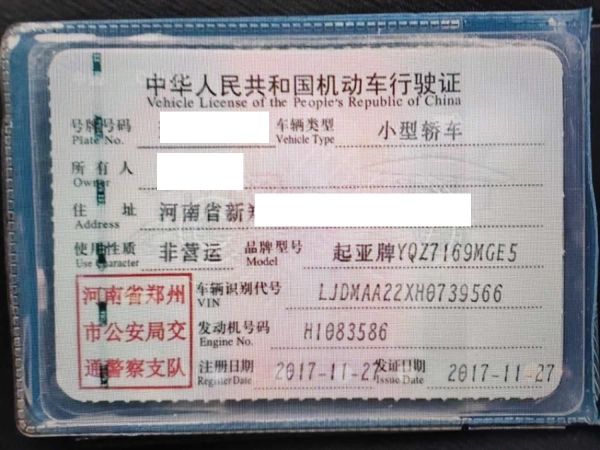 中华人民共和国机动车行驶证
Vehicle License of the People's Republic of China
号牌号码 车辆类型 小型轿车
Plate No. Vehicle Type
所有人
Owner
住址 河南省新郑
Address
使用性质 非营运 品牌型号 起亚牌YQZ7169MGE5
Use Character Model
河南省郑州 车辆识别代号 LJDMAA22XH0739566
VIN
市公安局交 发动机号码 H1083586
Engine No.
通警察支队 注册日期 2017-11-27 发证日期 2017-11-27
Register Date Issue Date